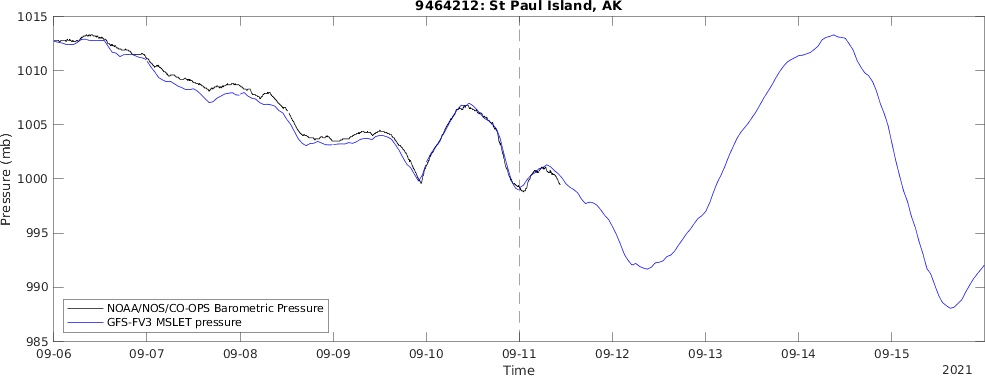 9464212: St Paul Island, AK
1015
1010
1005
1000
995
990
985
Pressure (mb)
NOAA/NOS/CO-OPS Barometric Pressure
GFS-FV3 MSLET pressure
09-06 09-07 09-08 09-09 09-10 09-11 09-12 09-13 09-14 09-15
Time
2021